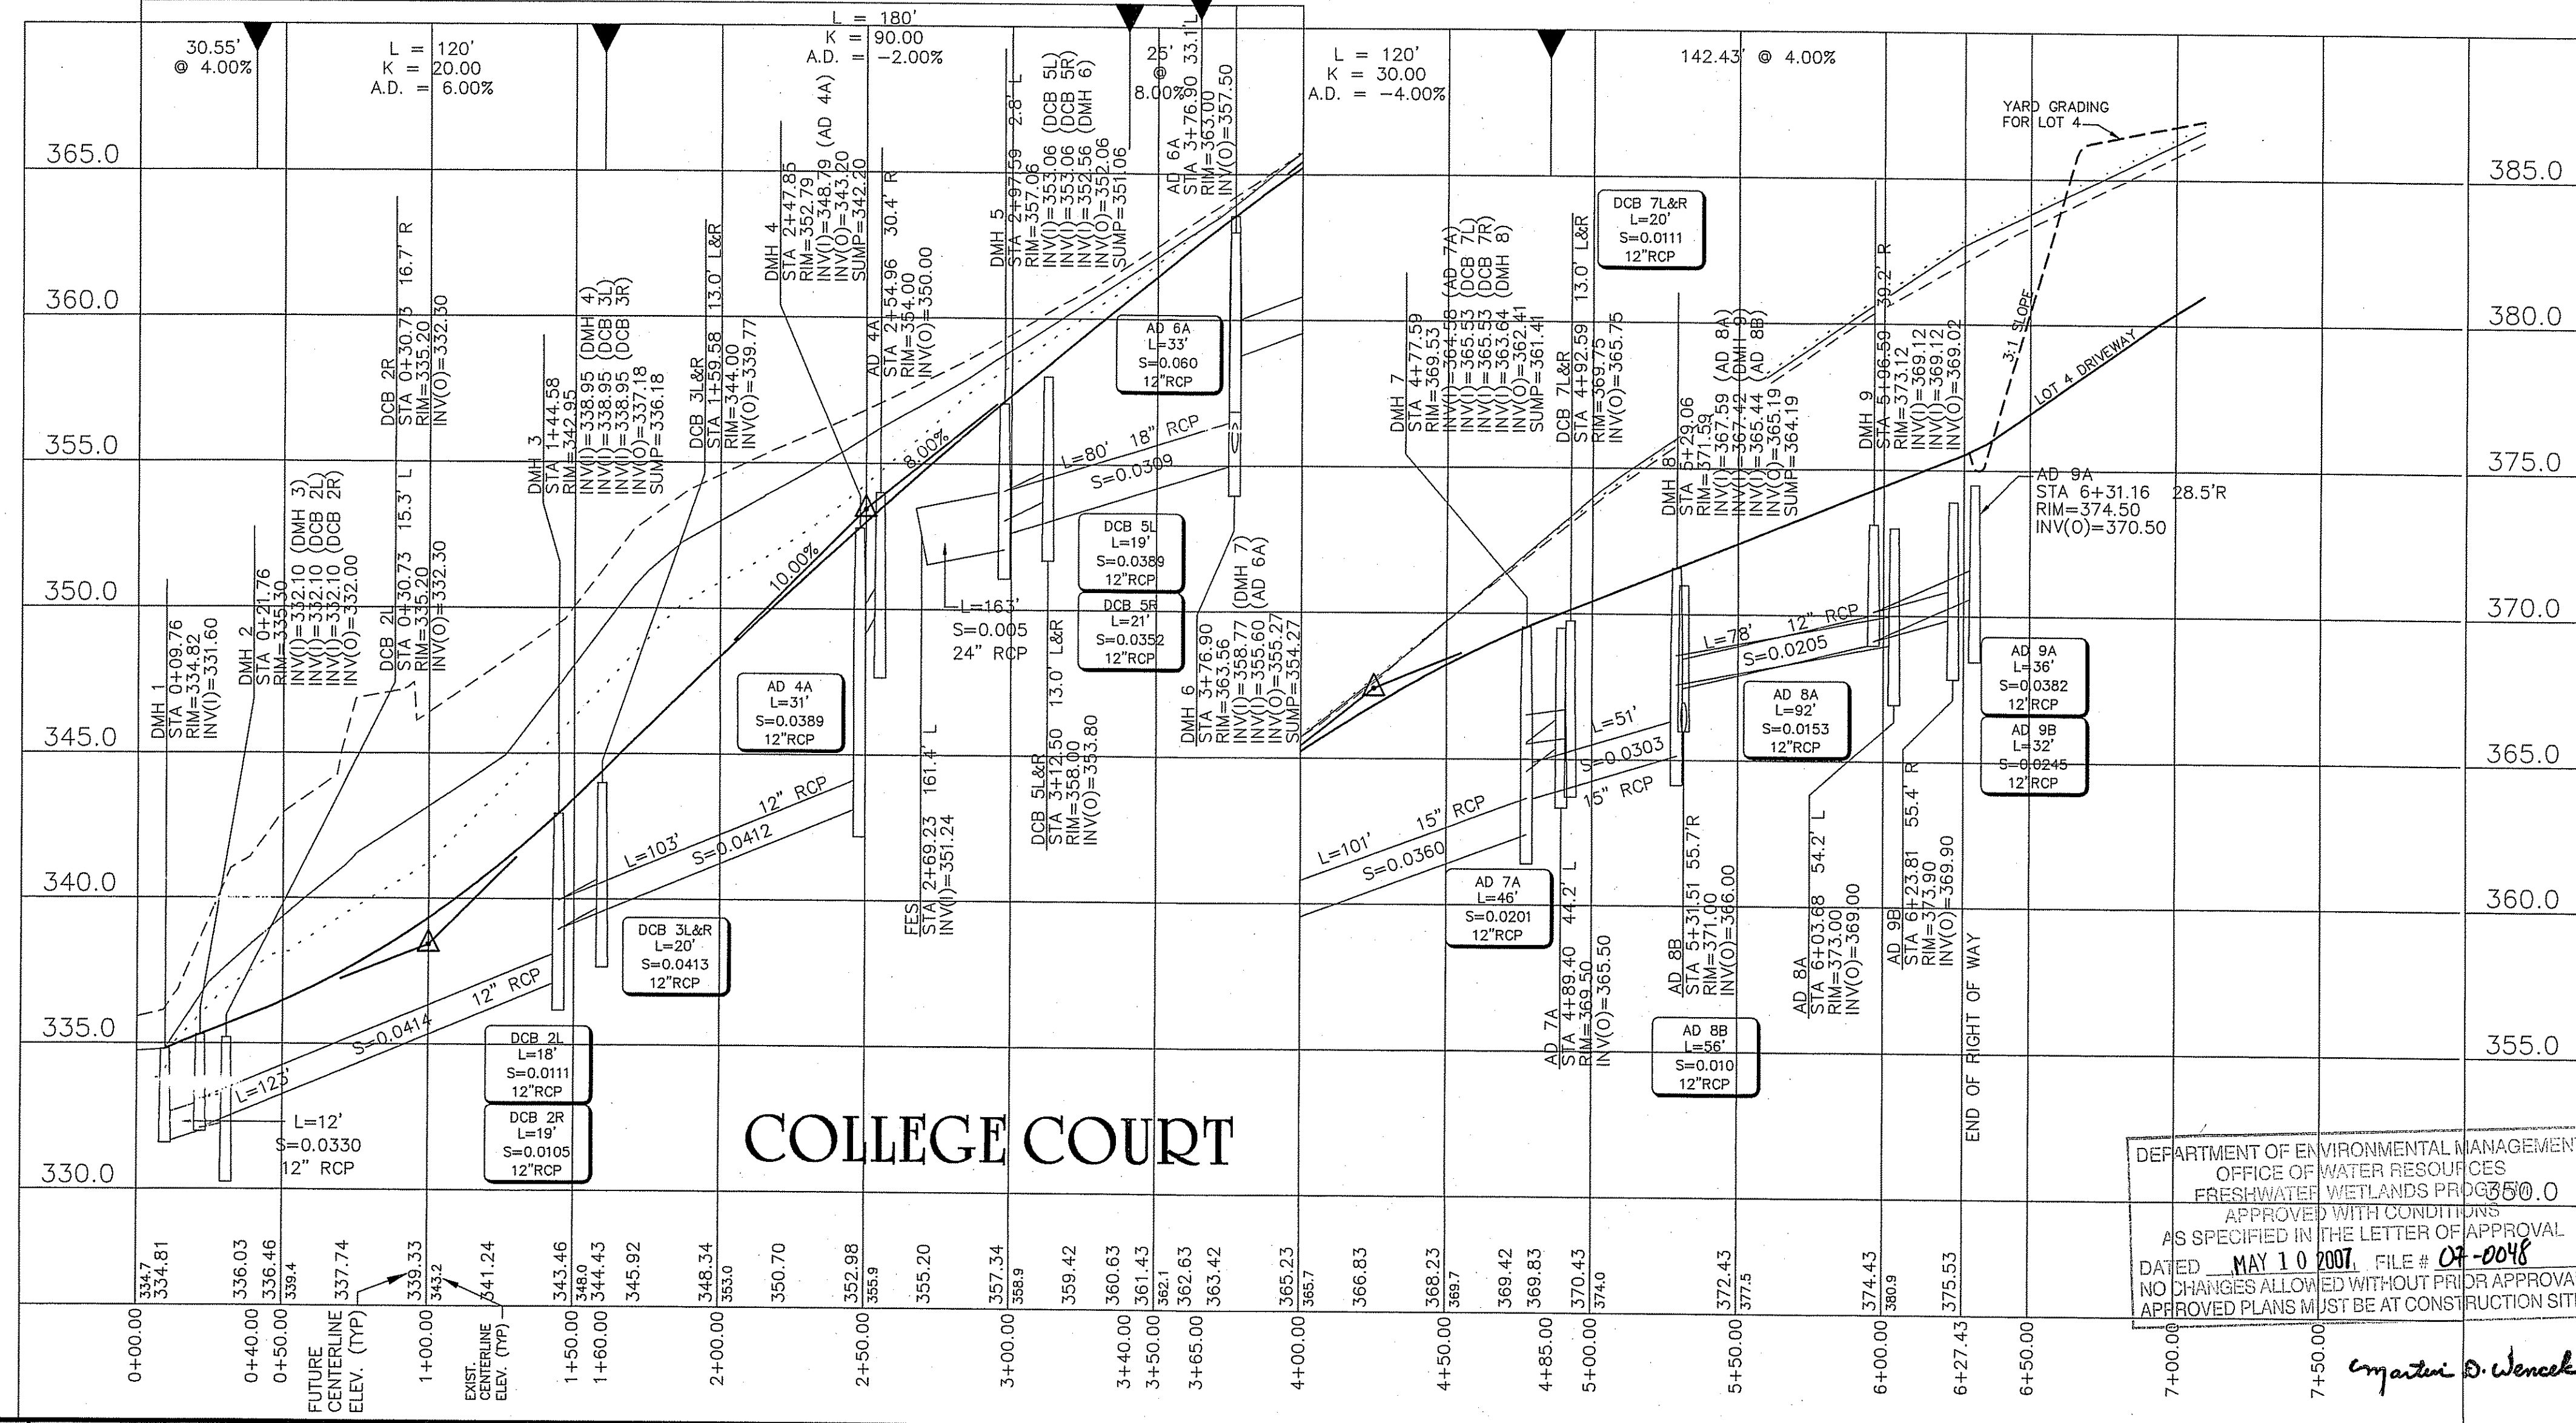 30.55'
@ 4.00%
L = 120'
K = 20.00
A.D. = 6.00%
L = 180'
K = 90.00
A.D. = -2.00%
25'
@
8.00%
L = 120'
K = 30.00
A.D. = -4.00%
142.43' @ 4.00%
YARD GRADING
FOR LOT 4
365.0
360.0
355.0
350.0
345.0
340.0
335.0
330.0
385.0
380.0
375.0
370.0
365.0
360.0
355.0
350.0
DMH 1
STA 0+09.76
RIM=334.82
INV(I)=331.60
DMH 2
STA 0+21.76
RIM=335.30
INV(I)=332.10 (DMH 3)
INV(I)=332.10 (DCB 2L)
INV(I)=332.10 (DCB 2R)
INV(O)=332.00
DCB 2R
STA 0+30.73 16.7' R
RIM=335.20
INV(O)=332.30
DCB 2L
STA 0+30.73 15.3' L
RIM=335.20
INV(O)=332.30
DMH 3
STA 1+44.58
RIM=342.95
INV(I)=338.95 (DMH 4)
INV(I)=338.95 (DCB 3L)
INV(I)=338.95 (DCB 3R)
INV(O)=337.18
SUMP=336.18
DCB 3L&R
STA 1+59.58 13.0' L&R
RIM=344.00
INV(O)=339.77
DMH 4
STA 2+47.85
RIM=352.79
INV(I)=348.79 (AD 4A)
INV(O)=343.20
SUMP=342.20
AD 4A
STA 2+54.96 30.4' R
RIM=354.00
INV(O)=350.00
DMH 5
STA 2+97.59 2.8' L
RIM=357.06
INV(I)=353.06 (DCB 5L)
INV(I)=353.06 (DCB 5R)
INV(I)=352.56 (DMH 6)
INV(O)=352.06
SUMP=351.06
AD 6A
STA 3+76.90 33.1'L
RIM=363.00
INV(O)=357.50
FES
STA 2+69.23 161.4' L
INV(I)=351.24
DCB 5L&R
STA 3+12.50 13.0' L&R
RIM=358.00
INV(O)=353.80
DMH 6
STA 3+76.90
RIM=363.56
INV(I)=358.77 (DMH 7)
INV(I)=355.60 (AD 6A)
INV(O)=355.27
SUMP=354.27
DMH 7
STA 4+77.59
RIM=369.53
INV(I)=364.58 (AD 7A)
INV(I)=365.53 (DCB 7L)
INV(I)=365.53 (DCB 7R)
INV(I)=363.64 (DMH 8)
INV(O)=362.41
SUMP=361.41
DCB 7L&R
STA 4+92.59 13.0' L&R
RIM=369.75
INV(O)=365.75
DMH 8
STA 5+29.06
RIM=371.59
INV(I)=367.59 (AD 8A)
INV(I)=367.42 (DMH 9)
INV(I)=365.44 (AD 8B)
INV(O)=365.19
SUMP=364.19
DMH 9
STA 5+96.59 39.2' R
RIM=373.12
INV(I)=369.12
INV(I)=369.12
INV(O)=369.02
AD 9A
STA 6+31.16 28.5'R
RIM=374.50
INV(O)=370.50
AD 7A
STA 4+89.40 44.2' L
RIM=369.50
INV(O)=365.50
AD 8B
STA 5+31.51 55.7'R
RIM=371.00
INV(O)=366.00
AD 8A
STA 6+03.68 54.2' L
RIM=373.00
INV(O)=369.00
AD 9B
STA 6+23.81 55.4' R
RIM=373.90
INV(O)=369.90
END OF RIGHT OF WAY
3:1 SLOPE
LOT 4 DRIVEWAY
10.00%
8.00%
L=12'
S=0.0330
12" RCP
L=123'
S=0.0414
12" RCP
L=103'
S=0.0412
12" RCP
L=163'
S=0.005
24" RCP
L=80'
18" RCP
S=0.0309
L=101'
15" RCP
S=0.0360
L=51'
S=0.0303
15" RCP
L=78'
12" RCP
S=0.0205
DCB 2L
L=18'
S=0.0111
12"RCP
DCB 2R
L=19'
S=0.0105
12"RCP
DCB 3L&R
L=20'
S=0.0413
12"RCP
AD 4A
L=31'
S=0.0389
12"RCP
AD 6A
L=33'
S=0.060
12"RCP
DCB 5L
L=19'
S=0.0389
12"RCP
DCB 5R
L=21'
S=0.0352
12"RCP
DCB 7L&R
L=20'
S=0.0111
12"RCP
AD 7A
L=46'
S=0.0201
12"RCP
AD 8A
L=92'
S=0.0153
12"RCP
AD 8B
L=56'
S=0.010
12"RCP
AD 9A
L=36'
S=0.0382
12'RCP
AD 9B
L=32'
S=0.0245
12'RCP
COLLEGE COURT
334.7
334.81
336.03
336.46
339.4
337.74
339.33
343.2
341.24
343.46
348.0
344.43
345.92
348.34
353.0
350.70
352.98
355.9
355.20
357.34
358.9
359.42
360.63
361.43
362.1
362.63
363.42
365.23
365.7
366.83
368.23
369.7
369.42
369.83
370.43
374.0
372.43
377.5
374.43
380.9
375.53
0+00.00
0+40.00
0+50.00
FUTURE
CENTERLINE
ELEV. (TYP)
1+00.00
EXIST.
CENTERLINE
ELEV. (TYP)
1+50.00
1+60.00
2+00.00
2+50.00
3+00.00
3+40.00
3+50.00
3+65.00
4+00.00
4+50.00
4+85.00
5+00.00
5+50.00
6+00.00
6+27.43
6+50.00
7+00.00
7+50.00
DEPARTMENT OF ENVIRONMENTAL MANAGEMEN
OFFICE OF WATER RESOURCES
FRESHWATER WETLANDS PROGRAM
APPROVED WITH CONDITIONS
AS SPECIFIED IN THE LETTER OF APPROVAL
DATED MAY 10 2007 FILE # 07-0048
NO CHANGES ALLOWED WITHOUT PRIOR APPROVA
APPROVED PLANS MUST BE AT CONSTRUCTION SITE
Martin D. Wencek